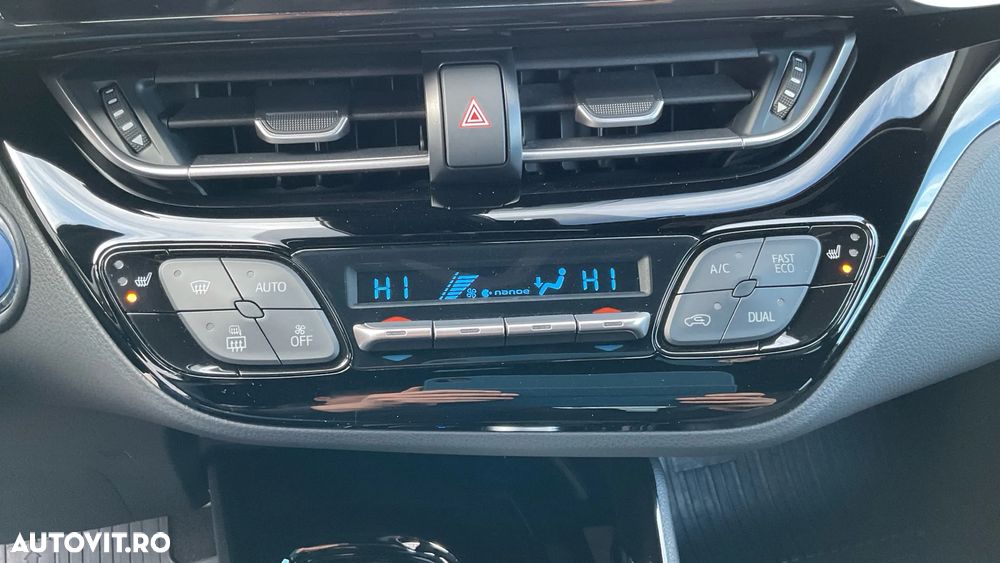 HI nanoe HI
AUTO
OFF
A/C
FAST
ECO
DUAL
AUTOVIT.RO